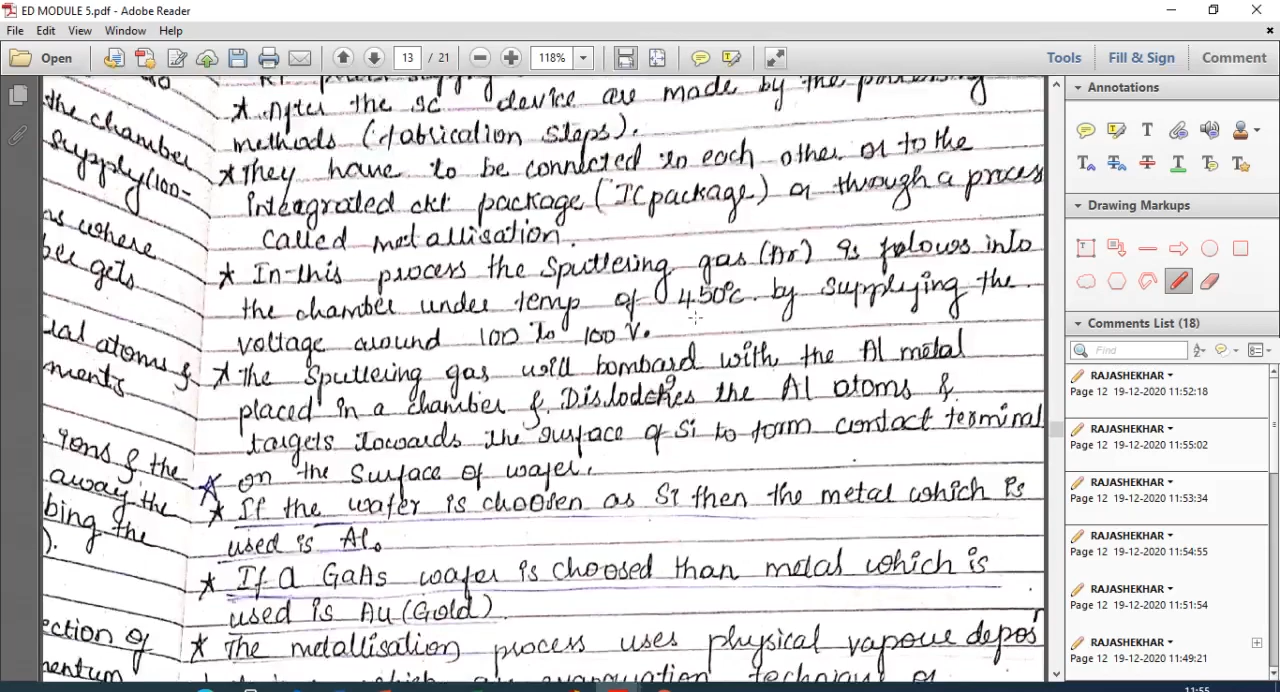 ED MODULE 5.pdf - Adobe Reader
File Edit View Window Help
Open 13 / 21 118% Tools Fill & Sign Comment
the chamber
supply(100-
as where
bee gets
ial atoms &
ments
ions & the
away the
bing the
).
ection of
mentum
* After the SC device are made by the processing
methods (fabrication steps).
* They have to be connected to each other or to the
integrated ckt package (IC package) or through a process
called metallisation.
* In-this process the sputtering gas (Ar) is follows into
the chamber under temp of 450°c by supplying the
voltage around 100 to 100 V.
* The sputtering gas will bombard with the Al metal
placed in a chamber & Dislodches the Al atoms &
targets towards the surface of Si to form contact terminal
on the surface of wafer.
* If the wafer is choosen as Si then the metal which is
used is Al.
* If a GaAs wafer is choosed than metal which is
used is Au (Gold).
* The metallisation process uses physical vapour depos
technique or
Annotations
Drawing Markups
Comments List (18)
Find
RAJASHEKHAR
Page 12 19-12-2020 11:52:18
RAJASHEKHAR
Page 12 19-12-2020 11:55:02
RAJASHEKHAR
Page 12 19-12-2020 11:53:34
RAJASHEKHAR
Page 12 19-12-2020 11:54:55
RAJASHEKHAR
Page 12 19-12-2020 11:51:54
RAJASHEKHAR
Page 12 19-12-2020 11:49:21
11:55